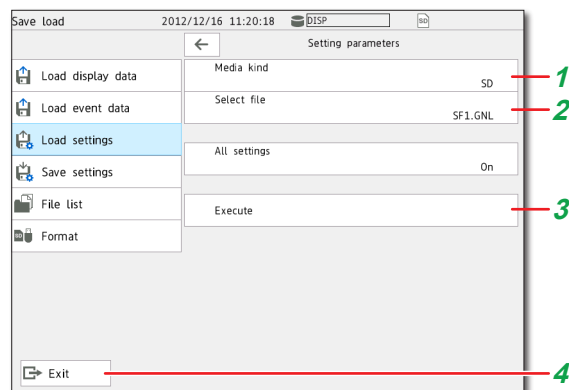 Save load 2012/12/16 11:20:18 DISP SD
Setting parameters
Load display data
Load event data
Load settings
Save settings
File list
SD Format
Media kind
SD
1
Select file
SF1.GNL
2
All settings
On
Execute
3
Exit
4